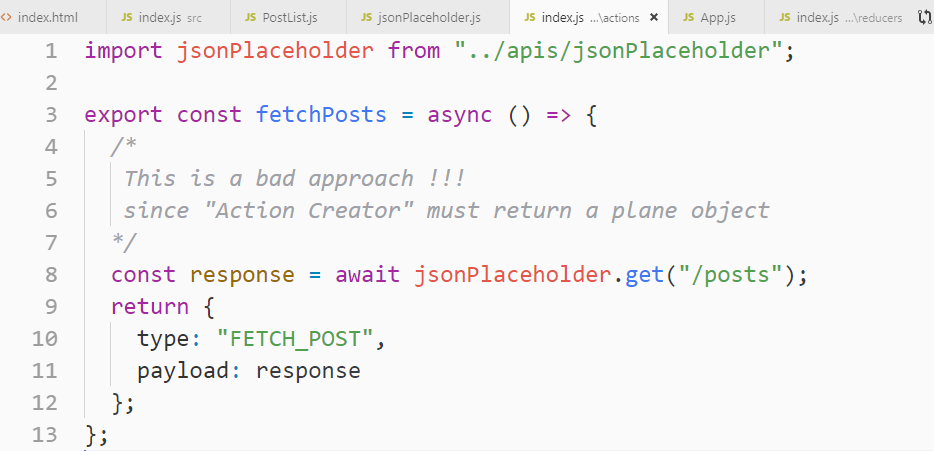 <> index.html JS index.js src JS PostList.js JS jsonPlaceholder.js JS index.js ...\actions × JS App.js JS index.js ...\reducers
1 import jsonPlaceholder from "../apis/jsonPlaceholder";
2
3 export const fetchPosts = async () => {
4 /*
5 This is a bad approach !!!
6 since "Action Creator" must return a plane object
7 */
8 const response = await jsonPlaceholder.get("/posts");
9 return {
10 type: "FETCH_POST",
11 payload: response
12 };
13 };